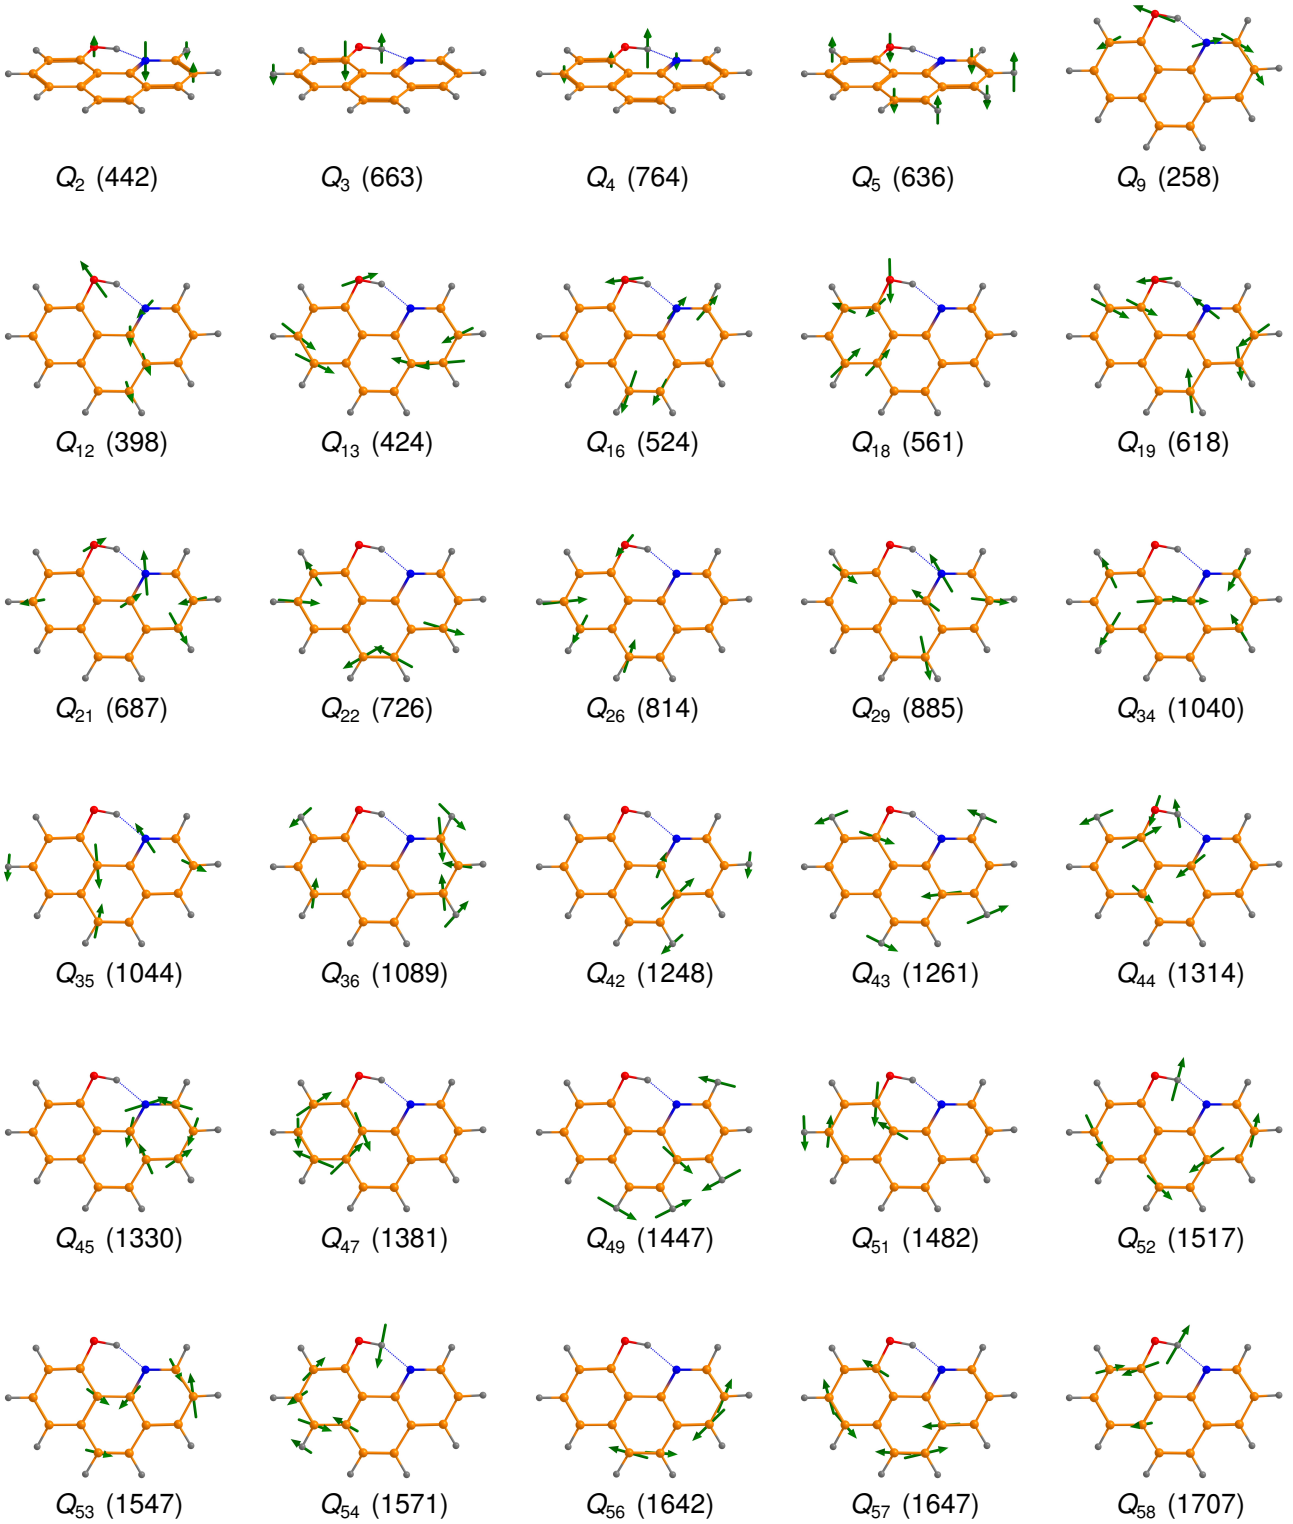 Q₂ (442) Q₃ (663) Q₄ (764) Q₅ (636) Q₉ (258)
Q₁₂ (398) Q₁₃ (424) Q₁₆ (524) Q₁₈ (561) Q₁₉ (618)
Q₂₁ (687) Q₂₂ (726) Q₂₆ (814) Q₂₉ (885) Q₃₄ (1040)
Q₃₅ (1044) Q₃₆ (1089) Q₄₂ (1248) Q₄₃ (1261) Q₄₄ (1314)
Q₄₅ (1330) Q₄₇ (1381) Q₄₉ (1447) Q₅₁ (1482) Q₅₂ (1517)
Q₅₃ (1547) Q₅₄ (1571) Q₅₆ (1642) Q₅₇ (1647) Q₅₈ (1707)